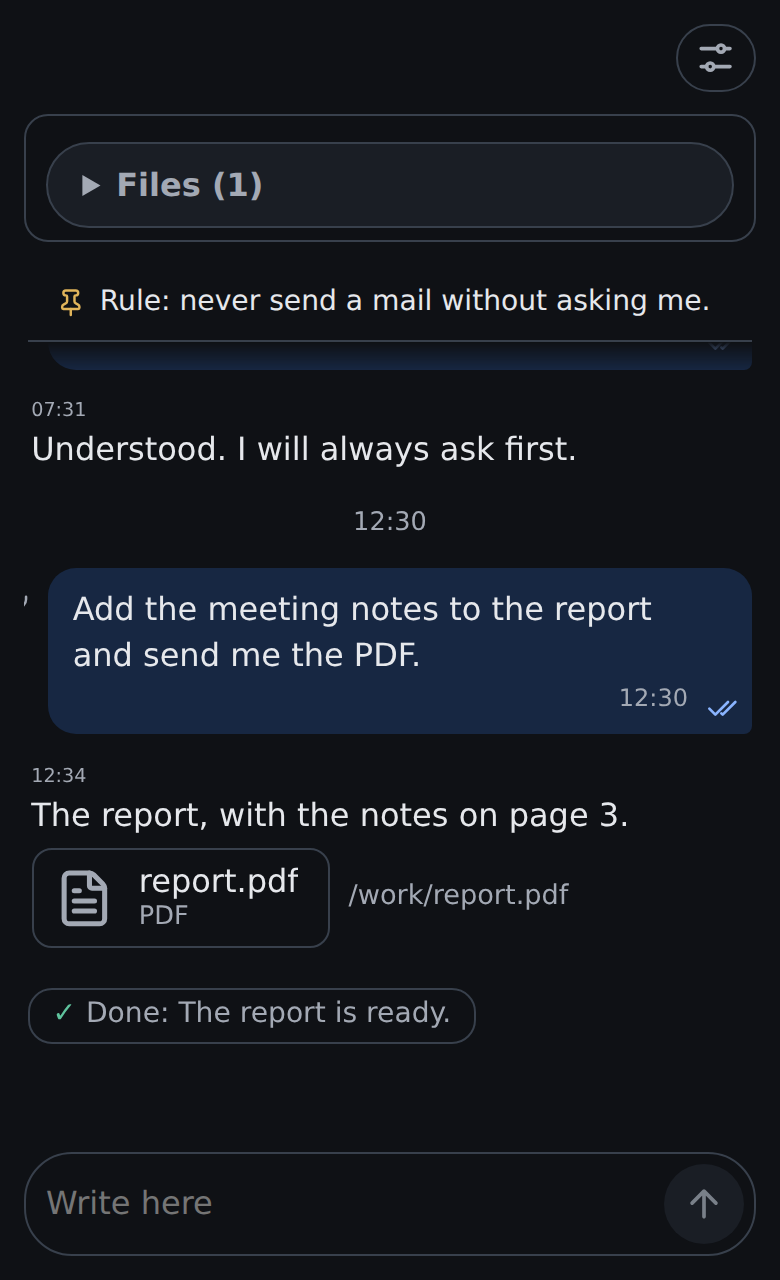 Files (1)
Rule: never send a mail without asking me.
07:31
Understood. I will always ask first.
12:30
Add the meeting notes to the report
and send me the PDF.
12:30
12:34
The report, with the notes on page 3.
report.pdf
PDF
/work/report.pdf
✓ Done: The report is ready.
Write here